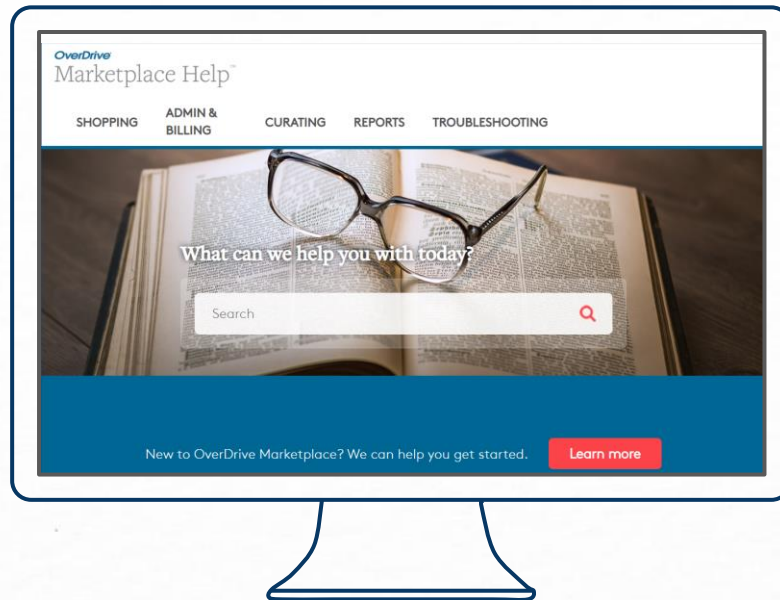 OverDrive
Marketplace Help™
SHOPPING
ADMIN &
BILLING
CURATING
REPORTS
TROUBLESHOOTING
What can we help you with today?
Search
New to OverDrive Marketplace? We can help you get started.
Learn more